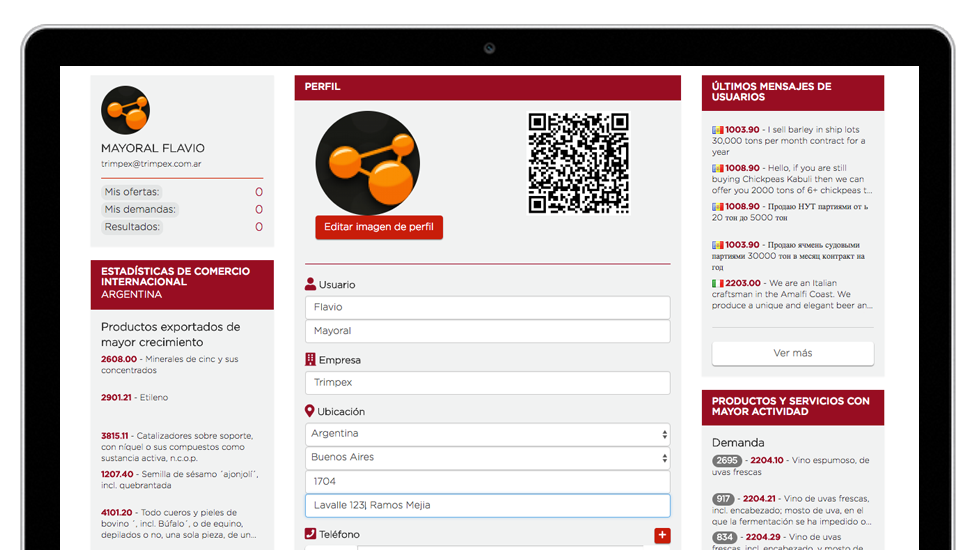 MAYORAL FLAVIO
trimpex@trimpex.com.ar
Mis ofertas: 0
Mis demandas: 0
Resultados: 0
ESTADÍSTICAS DE COMERCIO
INTERNACIONAL
ARGENTINA
Productos exportados de
mayor crecimiento
2608.00 - Minerales de cinc y sus
concentrados
2901.21 - Etileno
3815.11 - Catalizadores sobre soporte,
con níquel o sus compuestos como
sustancia activa, n.c.o.p.
1207.40 - Semilla de sésamo ¨ajonjolí¨,
incl. quebrantada
4101.20 - Todo cueros y pieles de
bovino ¨, incl. Búfalo¨, o de equino,
depilados o no, una sola pieza, de un...
PERFIL
Editar imagen de perfil
Usuario
Flavio
Mayoral
Empresa
Trimpex
Ubicación
Argentina
Buenos Aires
1704
Lavalle 123| Ramos Mejia
Teléfono
+
ÚLTIMOS MENSAJES DE
USUARIOS
1003.90 - I sell barley in ship lots
30,000 tons per month contract for a
year
1008.90 - Hello, if you are still
buying Chickpeas Kabuli then we can
offer you 2000 tons of 6+ chickpeas t...
1008.90 - Продаю НУТ партиями от ь
20 тон до 5000 тон
1003.90 - Продаю ячмень судовыми
партиями 30000 тон в месяц контракт на
год
2203.00 - We are an Italian
craftsman in the Amalfi Coast. We
produce a unique and elegant beer an...
Ver más
PRODUCTOS Y SERVICIOS CON
MAYOR ACTIVIDAD
Demanda
2695 - 2204.10 - Vino espumoso, de
uvas frescas
917 - 2204.21 - Vino de uvas frescas,
incl. encabezado; mosto de uva, en el
que la fermentación se ha impedido o...
834 - 2204.29 - Vino de uvas
frescas, incl. encabezado, y mosto de